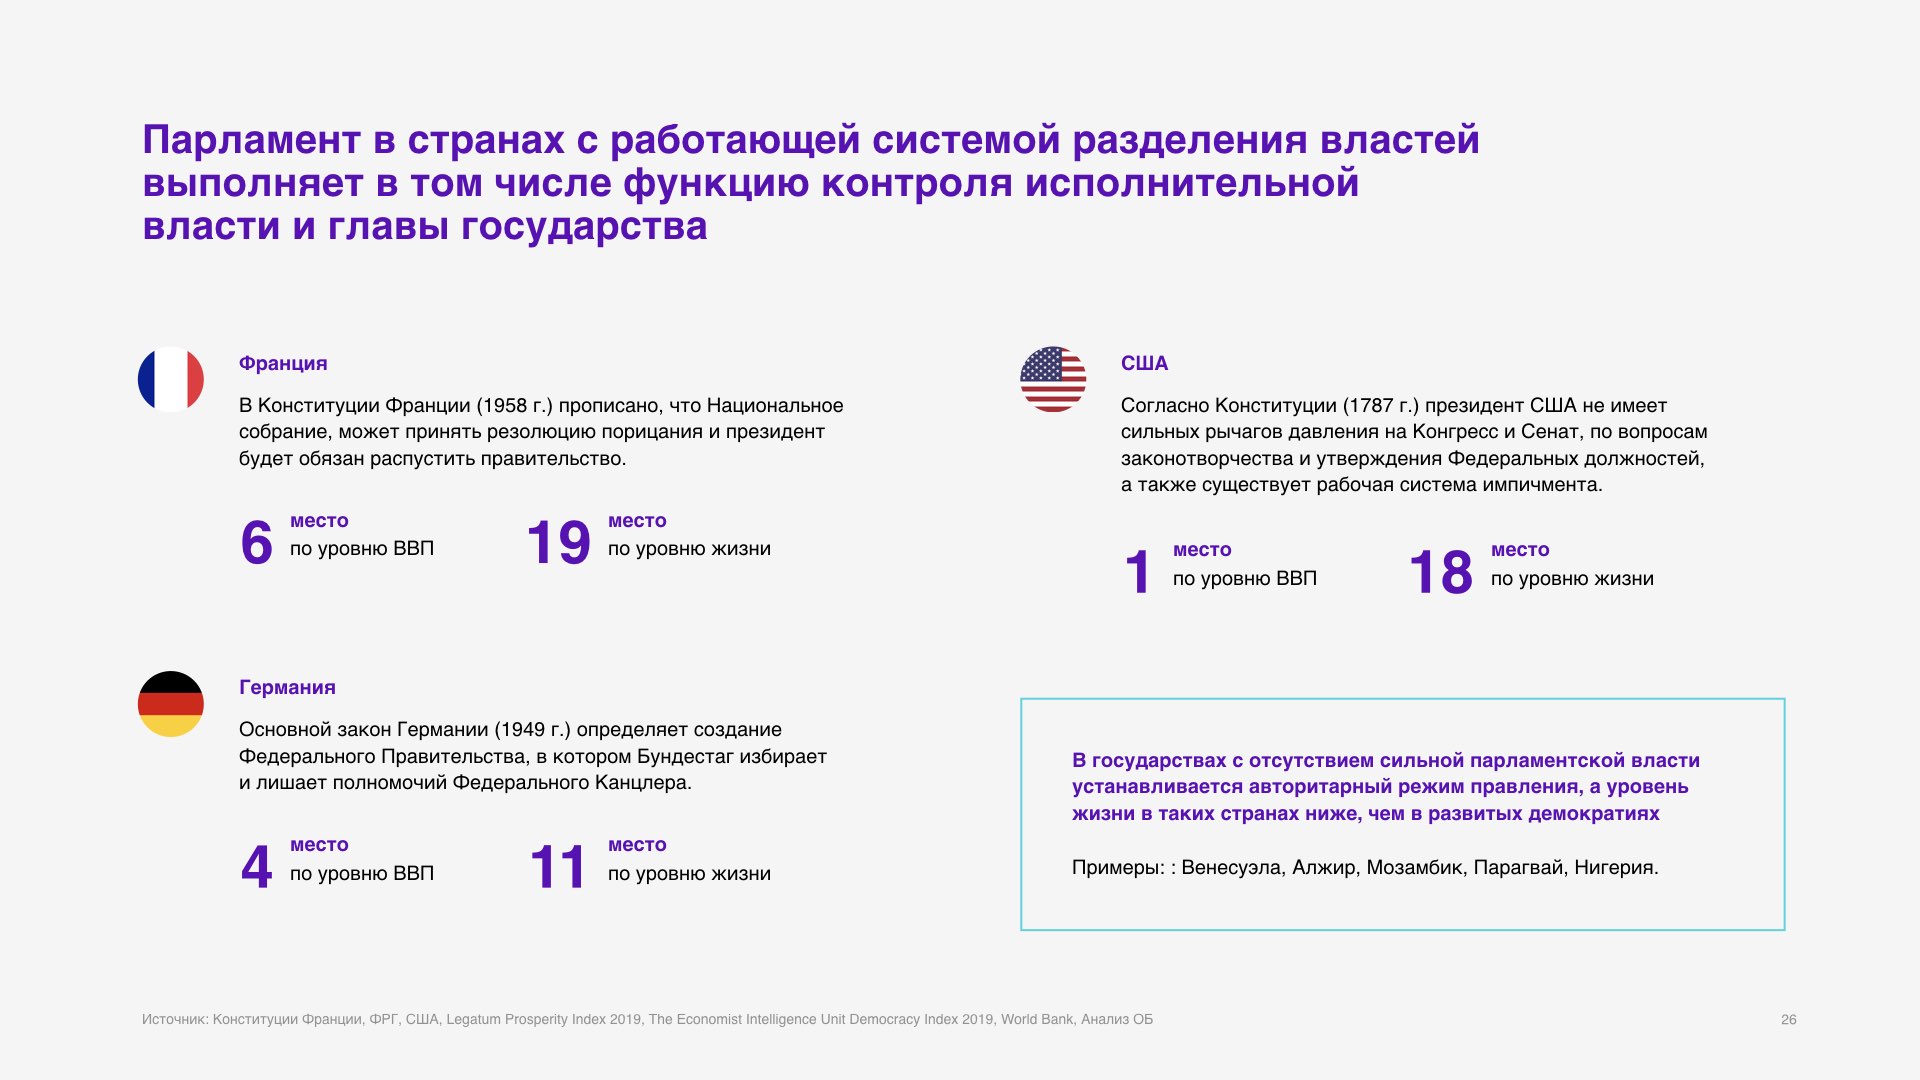 Парламент в странах с работающей системой разделения властей
выполняет в том числе функцию контроля исполнительной
власти и главы государства
Франция
В Конституции Франции (1958 г.) прописано, что Национальное
собрание, может принять резолюцию порицания и президент
будет обязан распустить правительство.
6 место
по уровню ВВП
19 место
по уровню жизни
США
Согласно Конституции (1787 г.) президент США не имеет
сильных рычагов давления на Конгресс и Сенат, по вопросам
законотворчества и утверждения Федеральных должностей,
а также существует рабочая система импичмента.
1 место
по уровню ВВП
18 место
по уровню жизни
Германия
Основной закон Германии (1949 г.) определяет создание
Федерального Правительства, в котором Бундестаг избирает
и лишает полномочий Федерального Канцлера.
4 место
по уровню ВВП
11 место
по уровню жизни
В государствах с отсутствием сильной парламентской власти
устанавливается авторитарный режим правления, а уровень
жизни в таких странах ниже, чем в развитых демократиях
Примеры: : Венесуэла, Алжир, Мозамбик, Парагвай, Нигерия.
Источник: Конституции Франции, ФРГ, США, Legatum Prosperity Index 2019, The Economist Intelligence Unit Democracy Index 2019, World Bank, Анализ ОБ
26